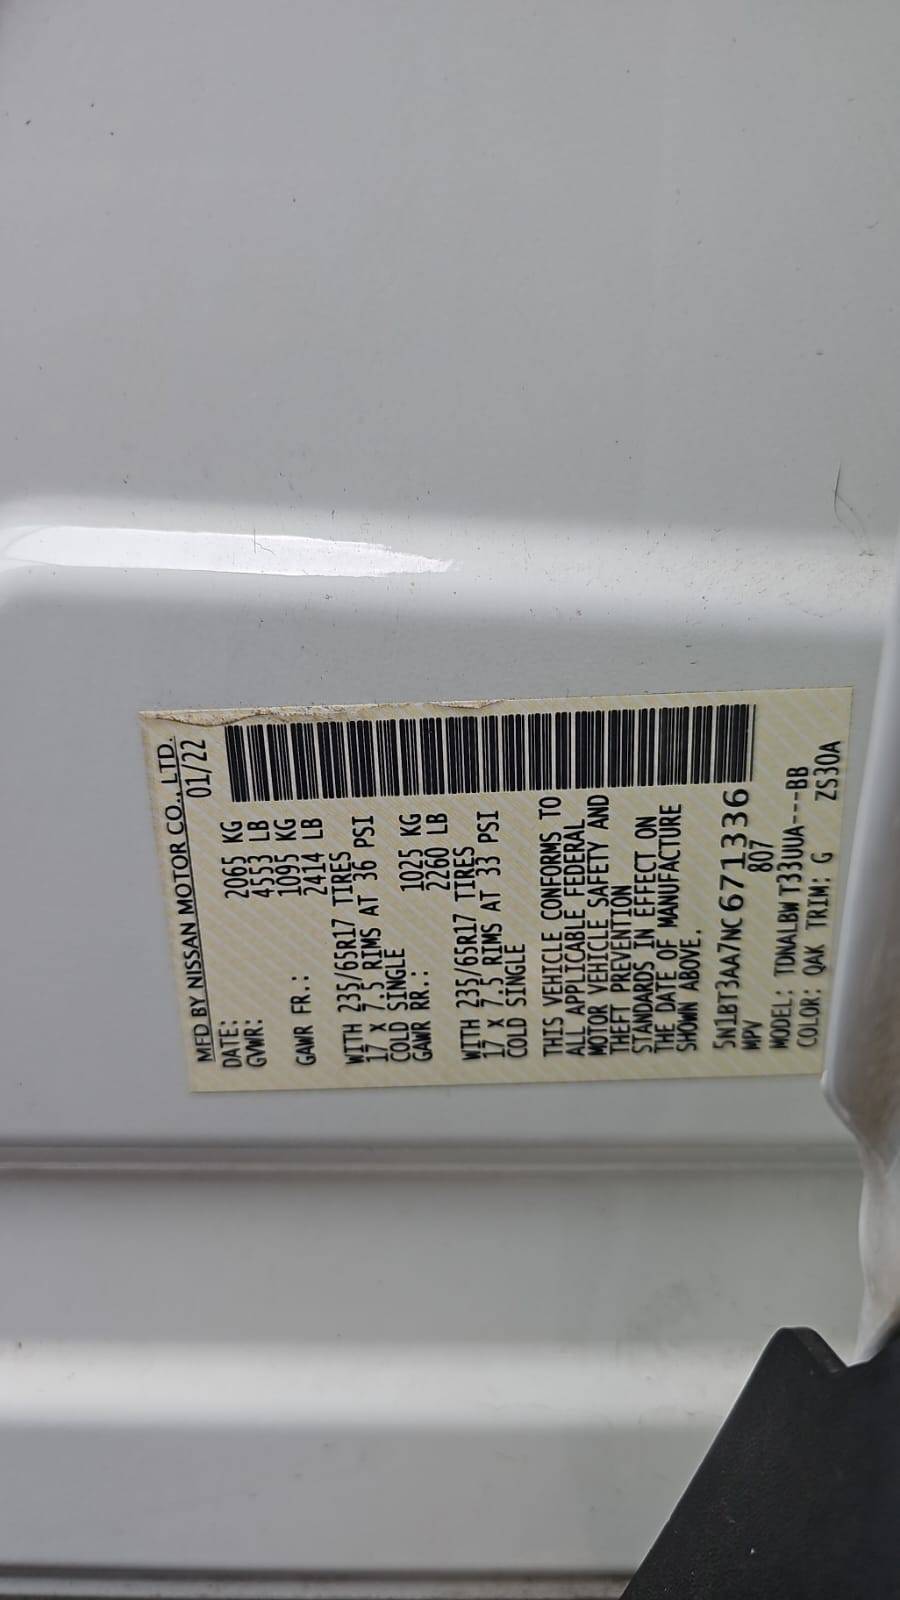 MFD BY NISSAN MOTOR CO., LTD.
DATE: 01/22
GVWR: 2065 KG
4553 LB
GAWR FR.: 1095 KG
2414 LB
WITH 235/65R17 TIRES
17 X 7.5 RIMS AT 36 PSI
COLD SINGLE
GAWR RR.: 1025 KG
2260 LB
WITH 235/65R17 TIRES
17 X 7.5 RIMS AT 33 PSI
COLD SINGLE
THIS VEHICLE CONFORMS TO
ALL APPLICABLE FEDERAL
MOTOR VEHICLE SAFETY AND
THEFT PREVENTION
STANDARDS IN EFFECT ON
THE DATE OF MANUFACTURE
SHOWN ABOVE.
5N1BT3AA7NC671336
MPV 807
MODEL: TDNALBW T33UUA---BB
COLOR: QAK TRIM: G ZS30A